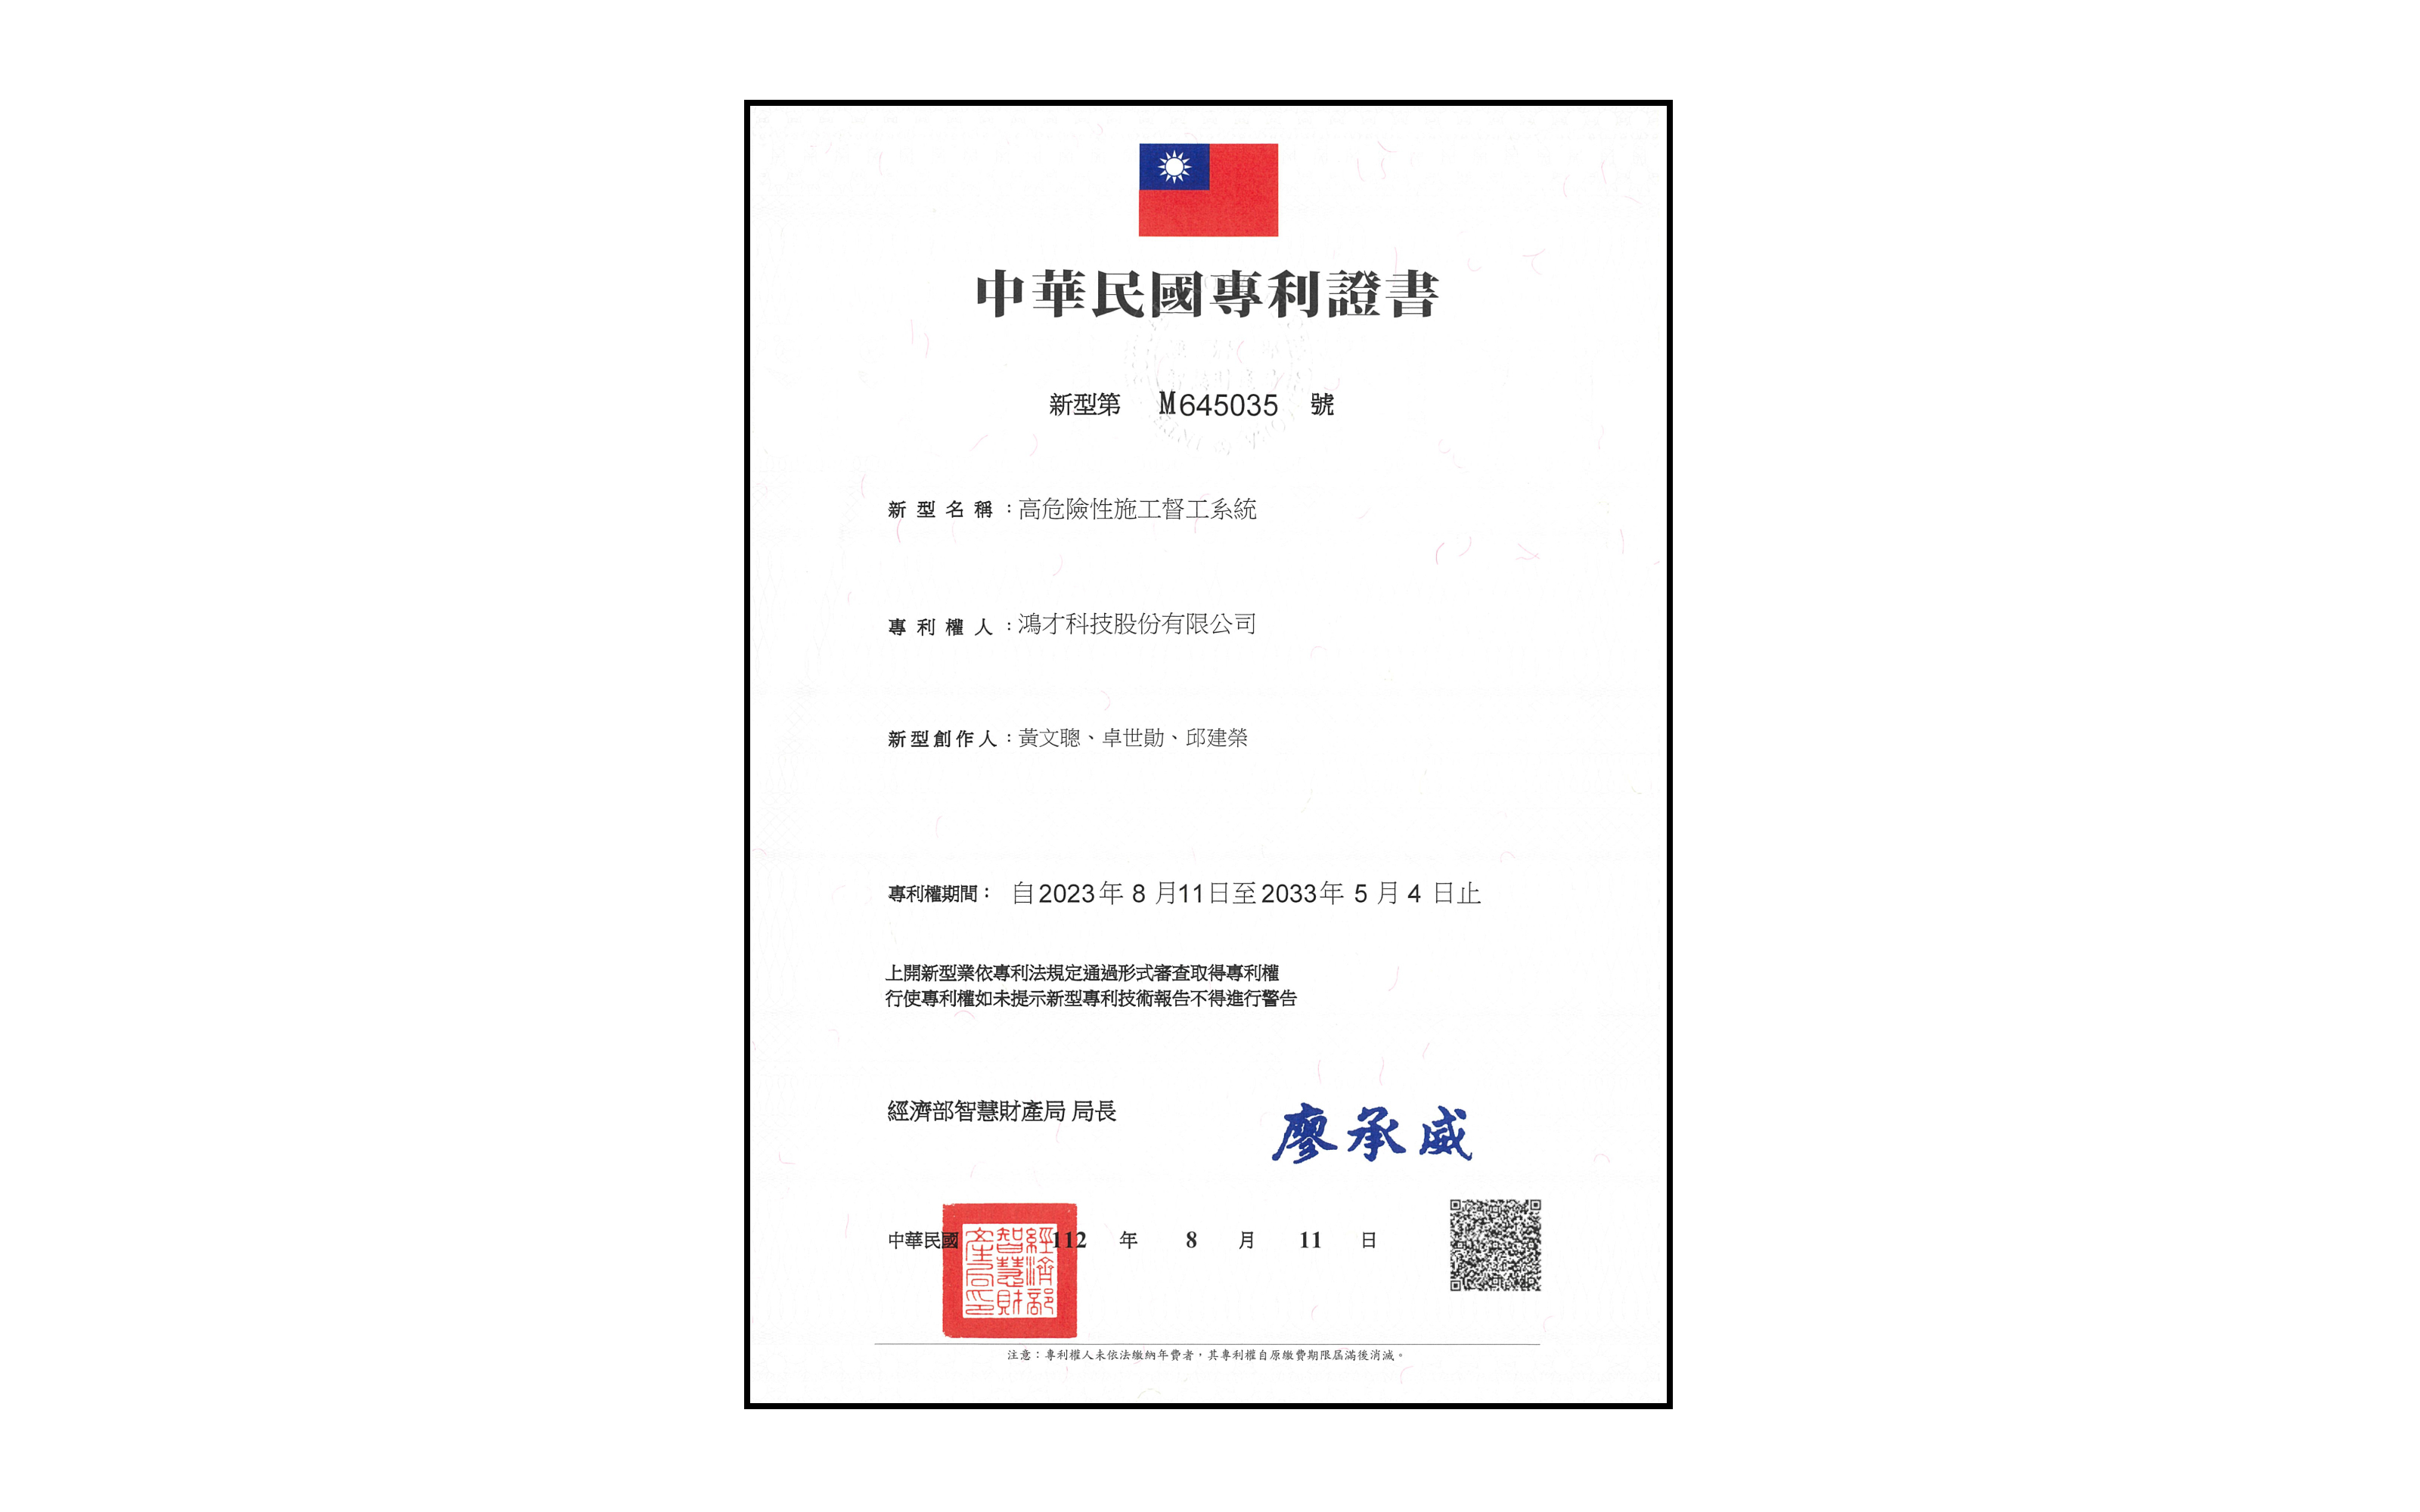 中華民國專利證書
新型第 M645035 號
新型名稱：高危險性施工督工系統
專利權人：鴻才科技股份有限公司
新型創作人：黃文聰、卓世勛、邱建榮
專利權期間： 自2023年 8 月11日至2033年 5 月 4 日止
上開新型業依專利法規定通過形式審查取得專利權
行使專利權如未提示新型專利技術報告不得進行警告
經濟部智慧財產局 局長
廖承威
中華民國 112 年 8 月 11 日
經濟部智慧財產局印
注意：專利權人未依法繳納年費者，其專利權自原繳費期限屆滿後消滅。